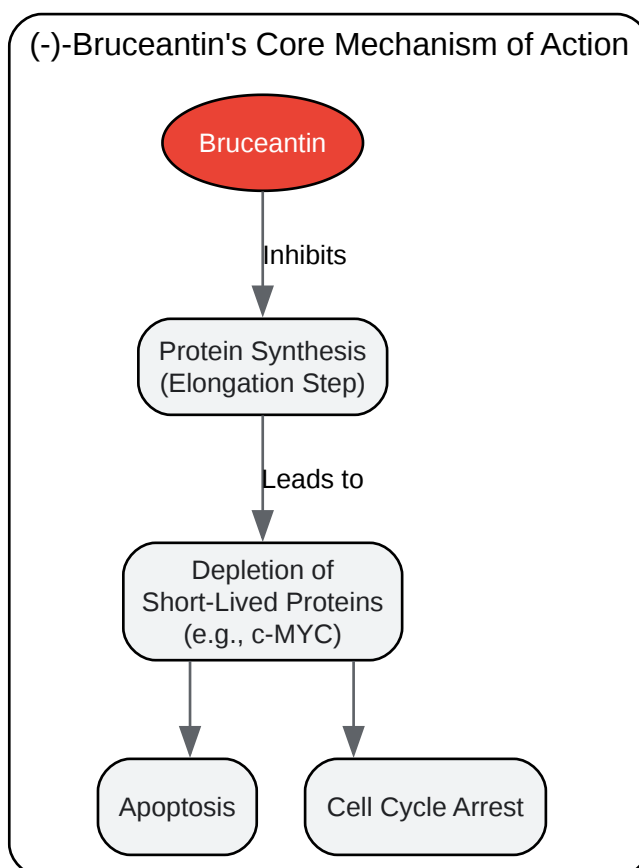 (-)-Bruceantin's Core Mechanism of Action
Bruceantin
Inhibits
Protein Synthesis
(Elongation Step)
Leads to
Depletion of
Short-Lived Proteins
(e.g., c-MYC)
Apoptosis
Cell Cycle Arrest